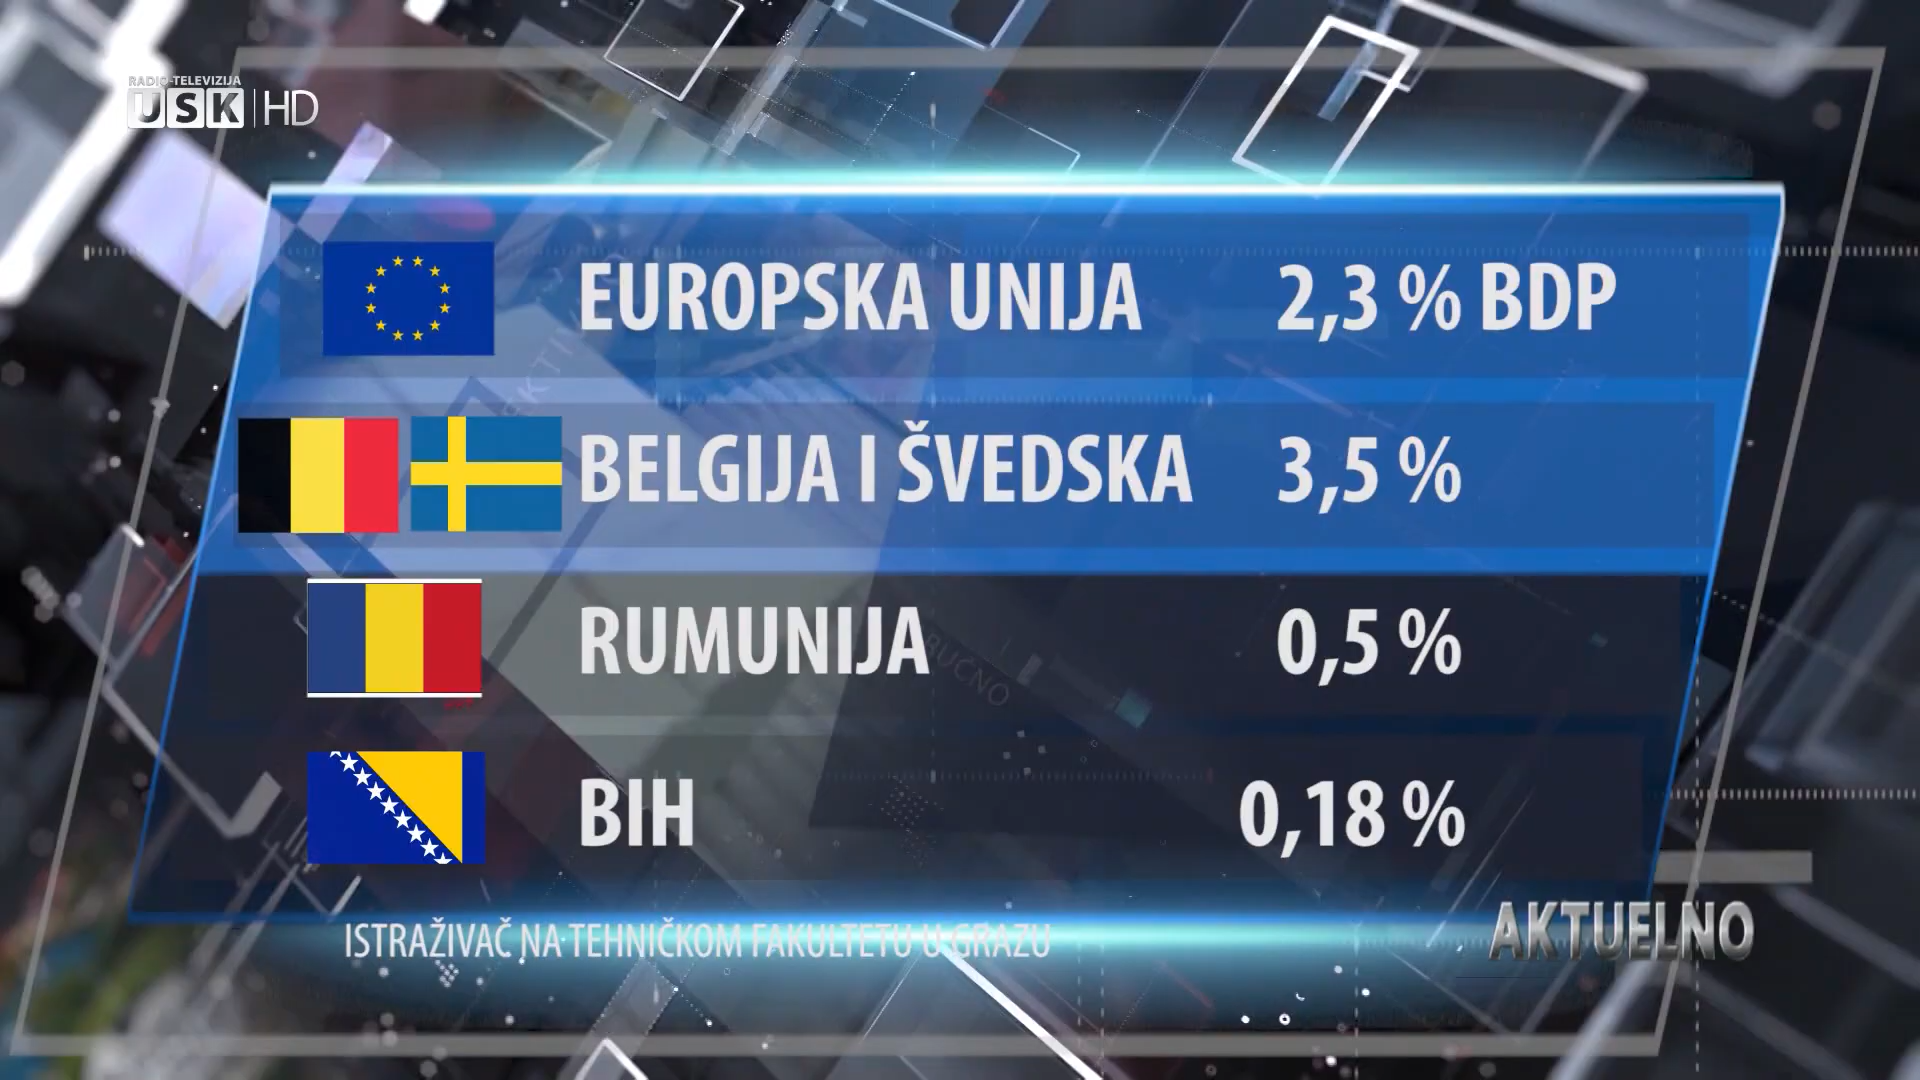 RADIO-TELEVIZIJA
USK HD
EUROPSKA UNIJA 2,3 % BDP
BELGIJA I ŠVEDSKA 3,5 %
RUMUNIJA 0,5 %
BIH 0,18 %
ISTRAŽIVAČ NA TEHNIČKOM FAKULTETU U GRAZU
AKTUELNO